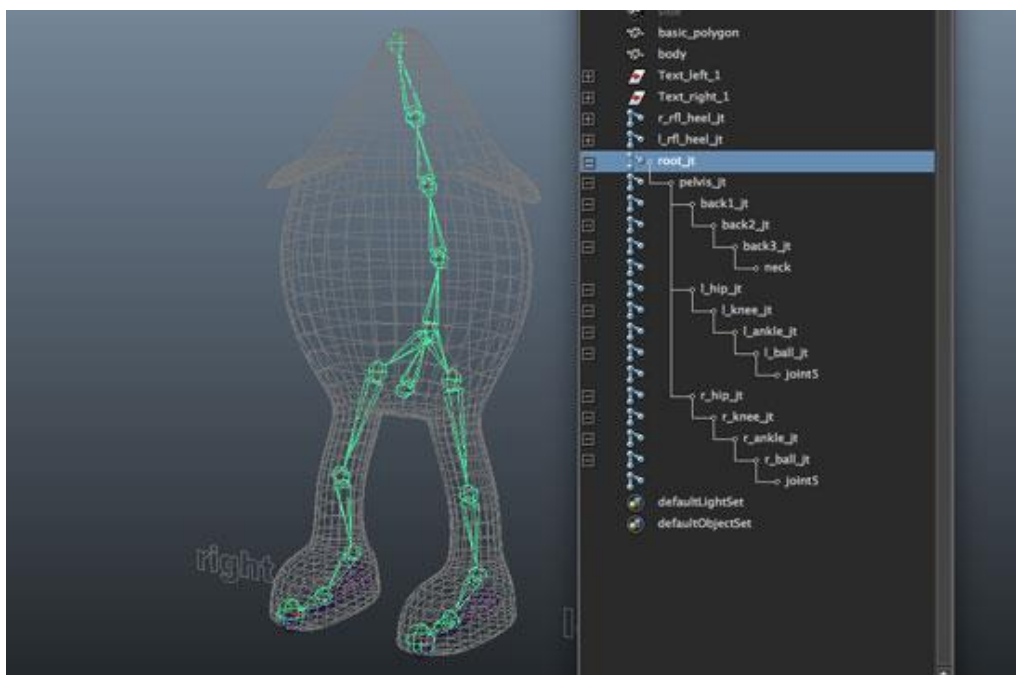 basic_polygon
body
Text_left_1
Text_right_1
r_rfl_heel_jt
l_rfl_heel_jt
root_jt
pelvis_jt
back1_jt
back2_jt
back3_jt
neck
l_hip_jt
l_knee_jt
l_ankle_jt
l_ball_jt
joint5
r_hip_jt
r_knee_jt
r_ankle_jt
r_ball_jt
joint5
defaultLightSet
defaultObjectSet
right